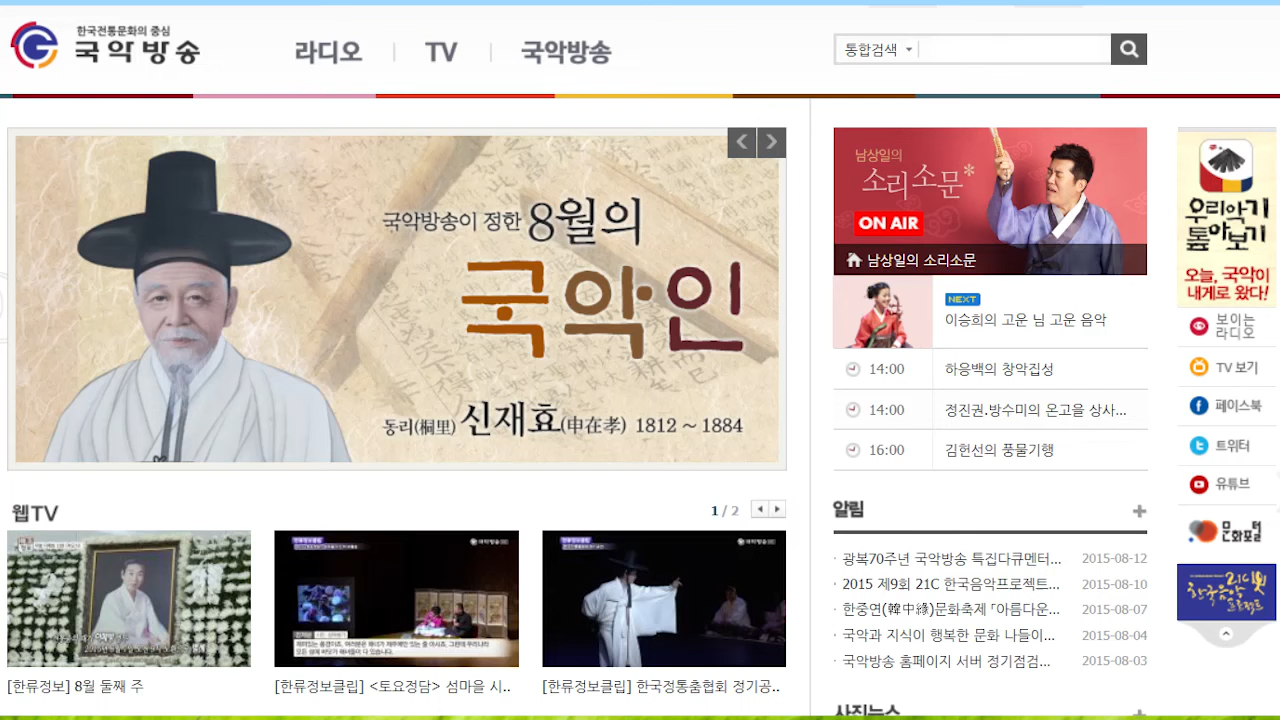 한국전통문화의 중심
국악방송
라디오 | TV | 국악방송
통합검색
국악방송이 정한 8월의
국악인
동리(桐里) 신재효(申在孝) 1812 ~ 1884
남상일의
소리소문*
ON AIR
남상일의 소리소문
NEXT
이승희의 고운 님 고운 음악
14:00 하응백의 창악집성
14:00 정진권.방수미의 온고을 상사...
16:00 김헌선의 풍물기행
우리악기
톺아보기
오늘, 국악이
내게로 왔다!
보이는
라디오
TV 보기
페이스북
트위터
유튜브
문화포털
한국음악
프로젝트
웹TV
1 / 2
[한류정보] 8월 둘째 주
[한류정보클립] <토요정담> 섬마을 시..
[한류정보클립] 한국정통춤협회 정기공..
알림
· 광복70주년 국악방송 특집다큐멘터... 2015-08-12
· 2015 제9회 21C 한국음악프로젝트... 2015-08-10
· 한중연(韓中緣)문화축제 「아름다운... 2015-08-07
· 국악과 지식이 행복한 문화 나들이... 2015-08-04
· 국악방송 홈페이지 서버 정기점검... 2015-08-03
사진뉴스